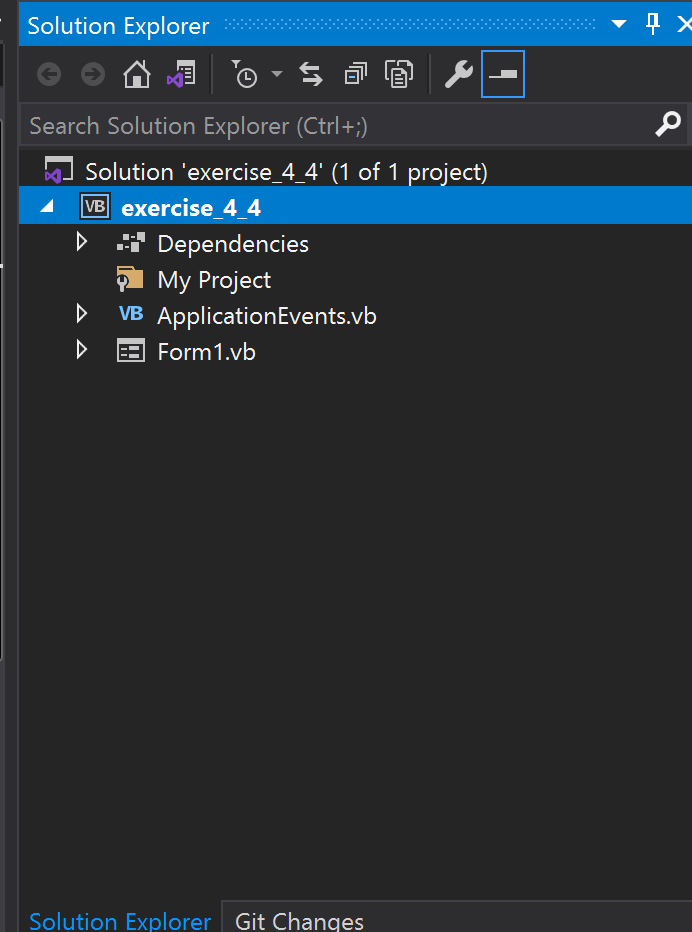 Solution Explorer
Search Solution Explorer (Ctrl+;)
Solution 'exercise_4_4' (1 of 1 project)
VB exercise_4_4
Dependencies
My Project
VB ApplicationEvents.vb
Form1.vb
Solution Explorer Git Changes